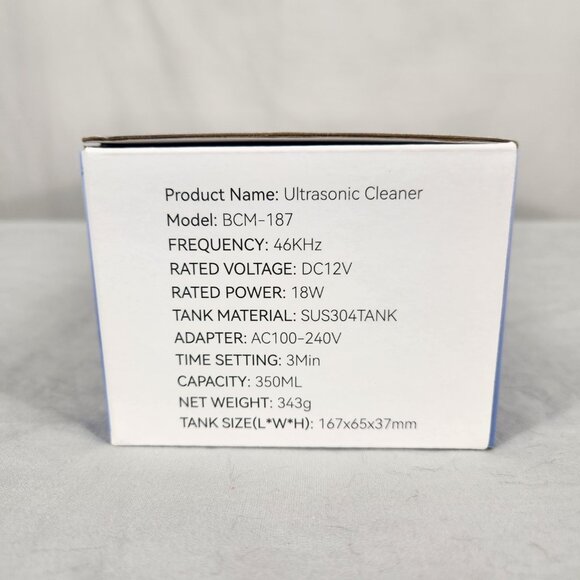 Product Name: Ultrasonic Cleaner
Model: BCM-187
FREQUENCY: 46KHz
RATED VOLTAGE: DC12V
RATED POWER: 18W
TANK MATERIAL: SUS304TANK
ADAPTER: AC100-240V
TIME SETTING: 3Min
CAPACITY: 350ML
NET WEIGHT: 343g
TANK SIZE(L*W*H): 167x65x37mm